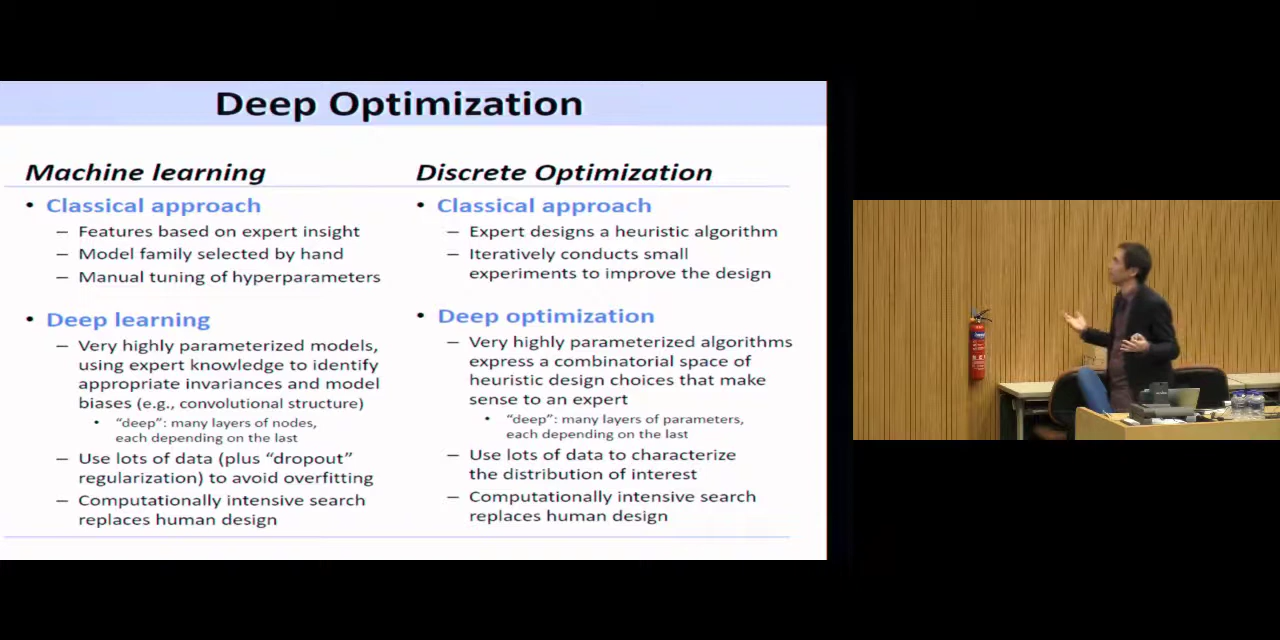 Deep Optimization
Machine learning
• Classical approach
– Features based on expert insight
– Model family selected by hand
– Manual tuning of hyperparameters
• Deep learning
– Very highly parameterized models,
using expert knowledge to identify
appropriate invariances and model
biases (e.g., convolutional structure)
• “deep”: many layers of nodes,
each depending on the last
– Use lots of data (plus “dropout”
regularization) to avoid overfitting
– Computationally intensive search
replaces human design
Discrete Optimization
• Classical approach
– Expert designs a heuristic algorithm
– Iteratively conducts small
experiments to improve the design
• Deep optimization
– Very highly parameterized algorithms
express a combinatorial space of
heuristic design choices that make
sense to an expert
• “deep”: many layers of parameters,
each depending on the last
– Use lots of data to characterize
the distribution of interest
– Computationally intensive search
replaces human design